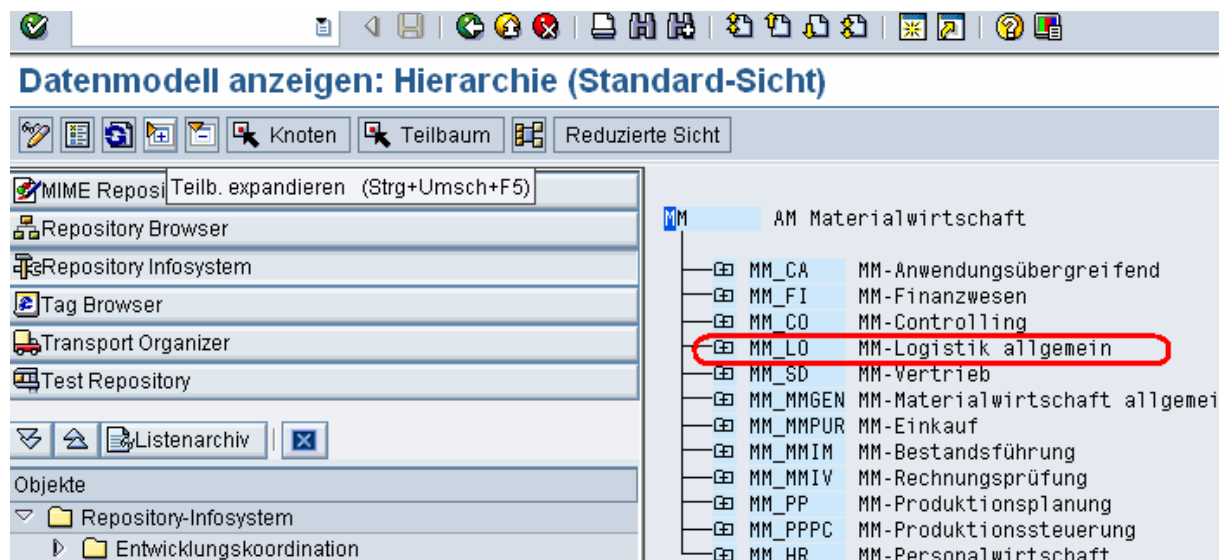 Datenmodell anzeigen: Hierarchie (Standard-Sicht)
Knoten Teilbaum Reduzierte Sicht
MIME Reposi
Teilb. expandieren (Strg+Umsch+F5)
Repository Browser
Repository Infosystem
Tag Browser
Transport Organizer
Test Repository
Listenarchiv
Objekte
Repository-Infosystem
Entwicklungskoordination
MM AM Materialwirtschaft
MM_CA MM-Anwendungsübergreifend
MM_FI MM-Finanzwesen
MM_CO MM-Controlling
MM_LO MM-Logistik allgemein
MM_SD MM-Vertrieb
MM_MMGEN MM-Materialwirtschaft allgemei
MM_MMPUR MM-Einkauf
MM_MMIM MM-Bestandsführung
MM_MMIV MM-Rechnungsprüfung
MM_PP MM-Produktionsplanung
MM_PPPC MM-Produktionssteuerung
MM_HR MM-Personalwirtschaft